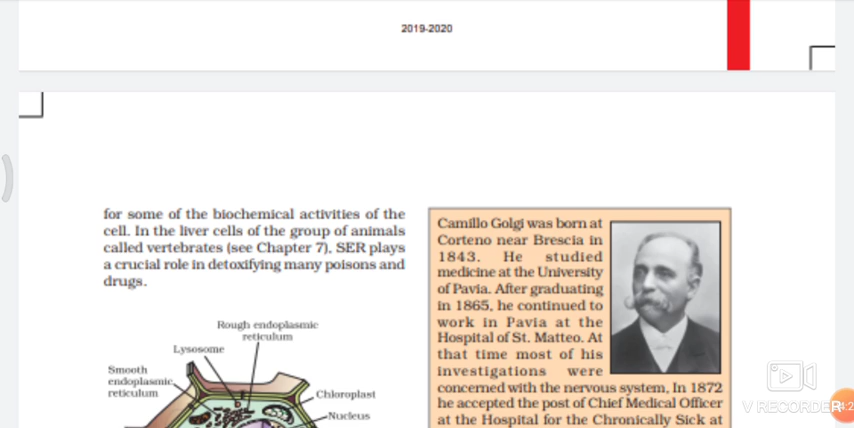 2019-2020
for some of the biochemical activities of the
cell. In the liver cells of the group of animals
called vertebrates (see Chapter 7), SER plays
a crucial role in detoxifying many poisons and
drugs.
Rough endoplasmic
reticulum
Lysosome
Smooth
endoplasmic
reticulum
Chloroplast
Nucleus
Camillo Golgi was born at
Corteno near Brescia in
1843. He studied
medicine at the University
of Pavia. After graduating
in 1865, he continued to
work in Pavia at the
Hospital of St. Matteo. At
that time most of his
investigations were
concerned with the nervous system, In 1872
he accepted the post of Chief Medical Officer
at the Hospital for the Chronically Sick at
V RECORDER